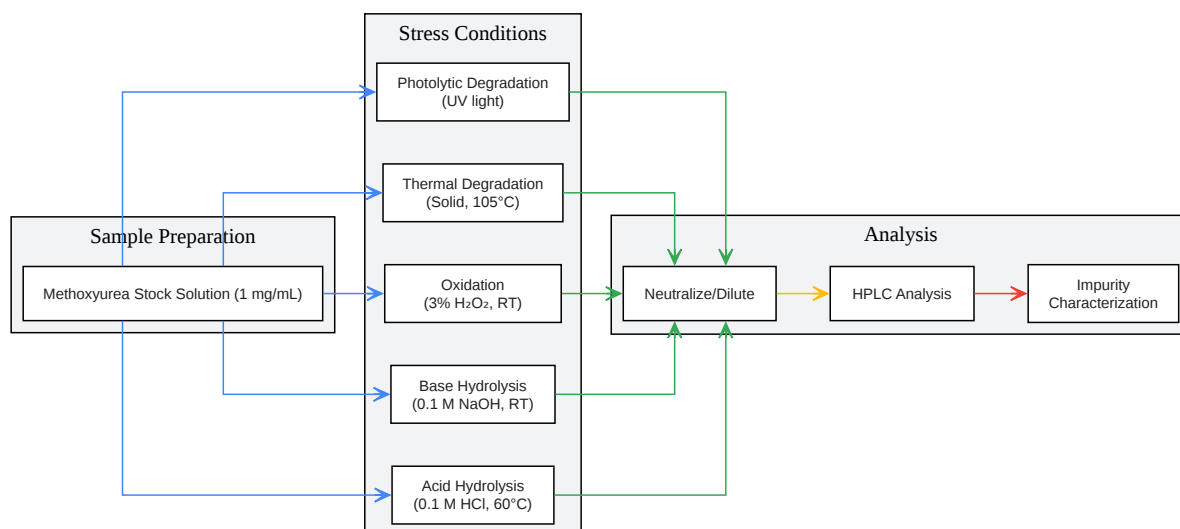 Stress Conditions
Photolytic Degradation
(UV light)
Thermal Degradation
(Solid, 105°C)
Sample Preparation
Methoxyurea Stock Solution (1 mg/mL)
Oxidation
(3% H₂O₂, RT)
Base Hydrolysis
(0.1 M NaOH, RT)
Acid Hydrolysis
(0.1 M HCl, 60°C)
Analysis
Neutralize/Dilute
HPLC Analysis
Impurity
Characterization